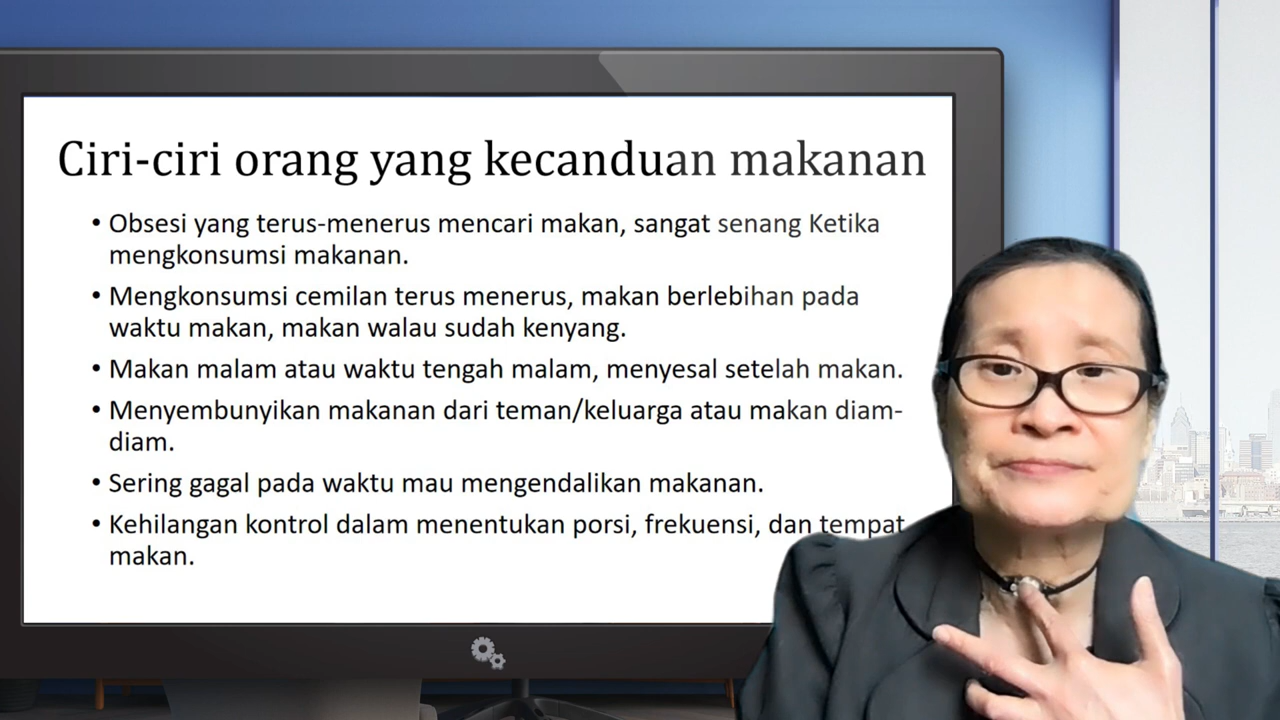 Ciri-ciri orang yang kecanduan makanan
• Obsesi yang terus-menerus mencari makan, sangat senang Ketika
mengkonsumsi makanan.
• Mengkonsumsi cemilan terus menerus, makan berlebihan pada
waktu makan, makan walau sudah kenyang.
• Makan malam atau waktu tengah malam, menyesal setelah makan.
• Menyembunyikan makanan dari teman/keluarga atau makan diam-
diam.
• Sering gagal pada waktu mau mengendalikan makanan.
• Kehilangan kontrol dalam menentukan porsi, frekuensi, dan tempat
makan.